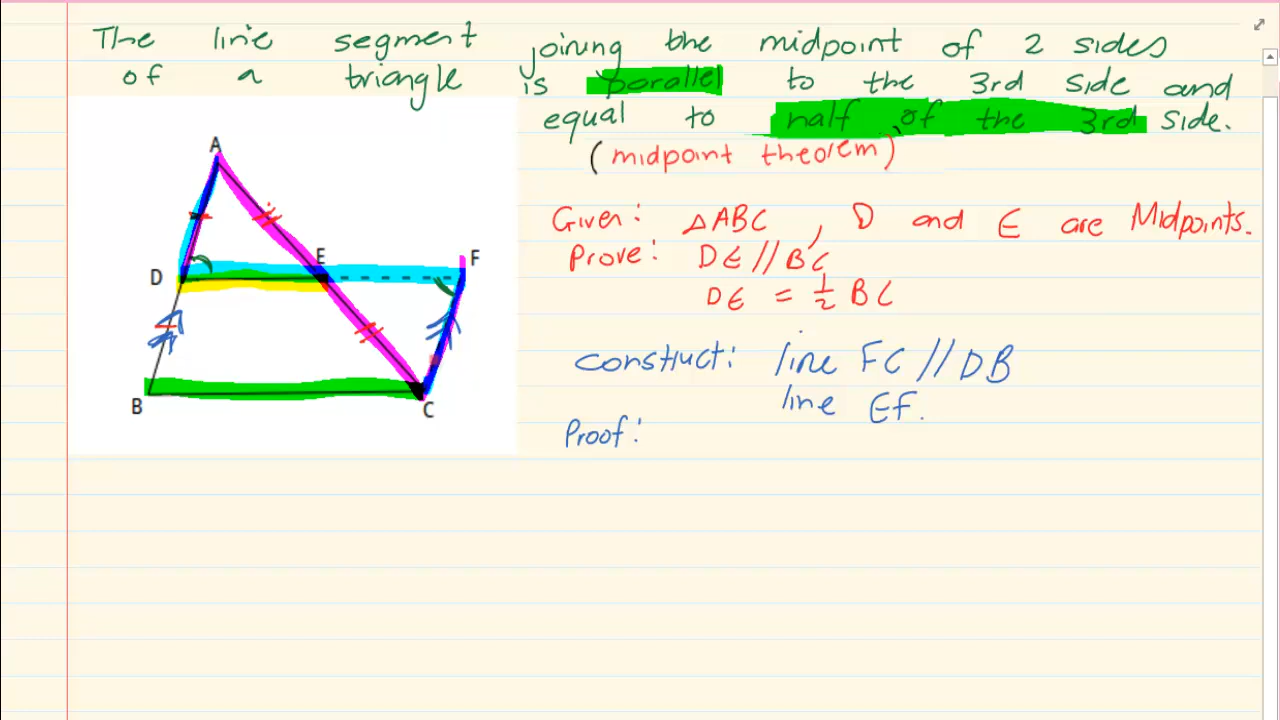 The line segment joining the midpoint of 2 sides
of a triangle is parallel to the 3rd side and
equal to half of the 3rd side.
(midpoint theorem)
A
Given: △ABC, D and E are Midpoints.
E
F
Prove: DE // BC
D
DE = 1/2 BC
construct: line FC // DB
B
C
line EF.
Proof: